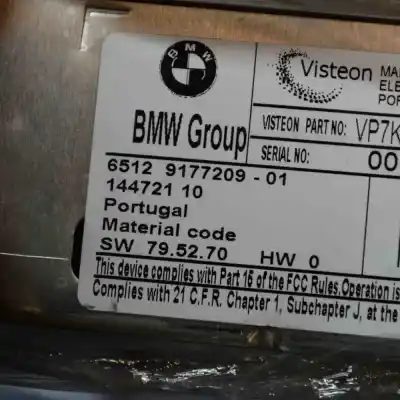 BMW
Visteon
BMW Group
VISTEON PART NO: VP7K
SERIAL NO: 00
6512 9177209 - 01
144721 10
Portugal
Material code
SW 79.52.70 HW 0
This device complies with Part 15 of the FCC Rules.Operation is
Complies with 21 C.F.R. Chapter 1, Subchapter J, at the